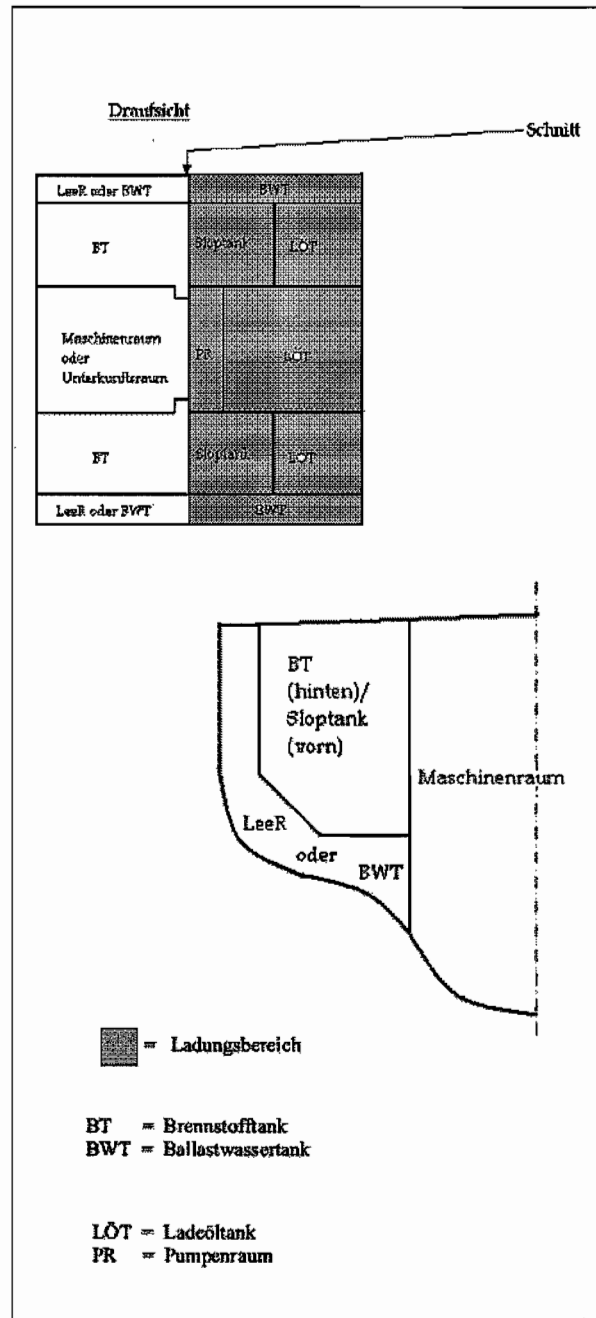 Draufsicht
Schnitt
LeeR oder BWT
BWT
BT
Sloptank
LÖT
Maschinenraum
oder
Unterkunftsraum
PR
LÖT
BT
Sloptank
LÖT
LeeR oder BWT
BWT
BT
(hinten)/
Sloptank
(vorn)
Maschinenraum
LeeR
oder
BWT
= Ladungsbereich
BT = Brennstofftank
BWT = Ballastwassertank
LÖT = Ladeöltank
PR = Pumpenraum